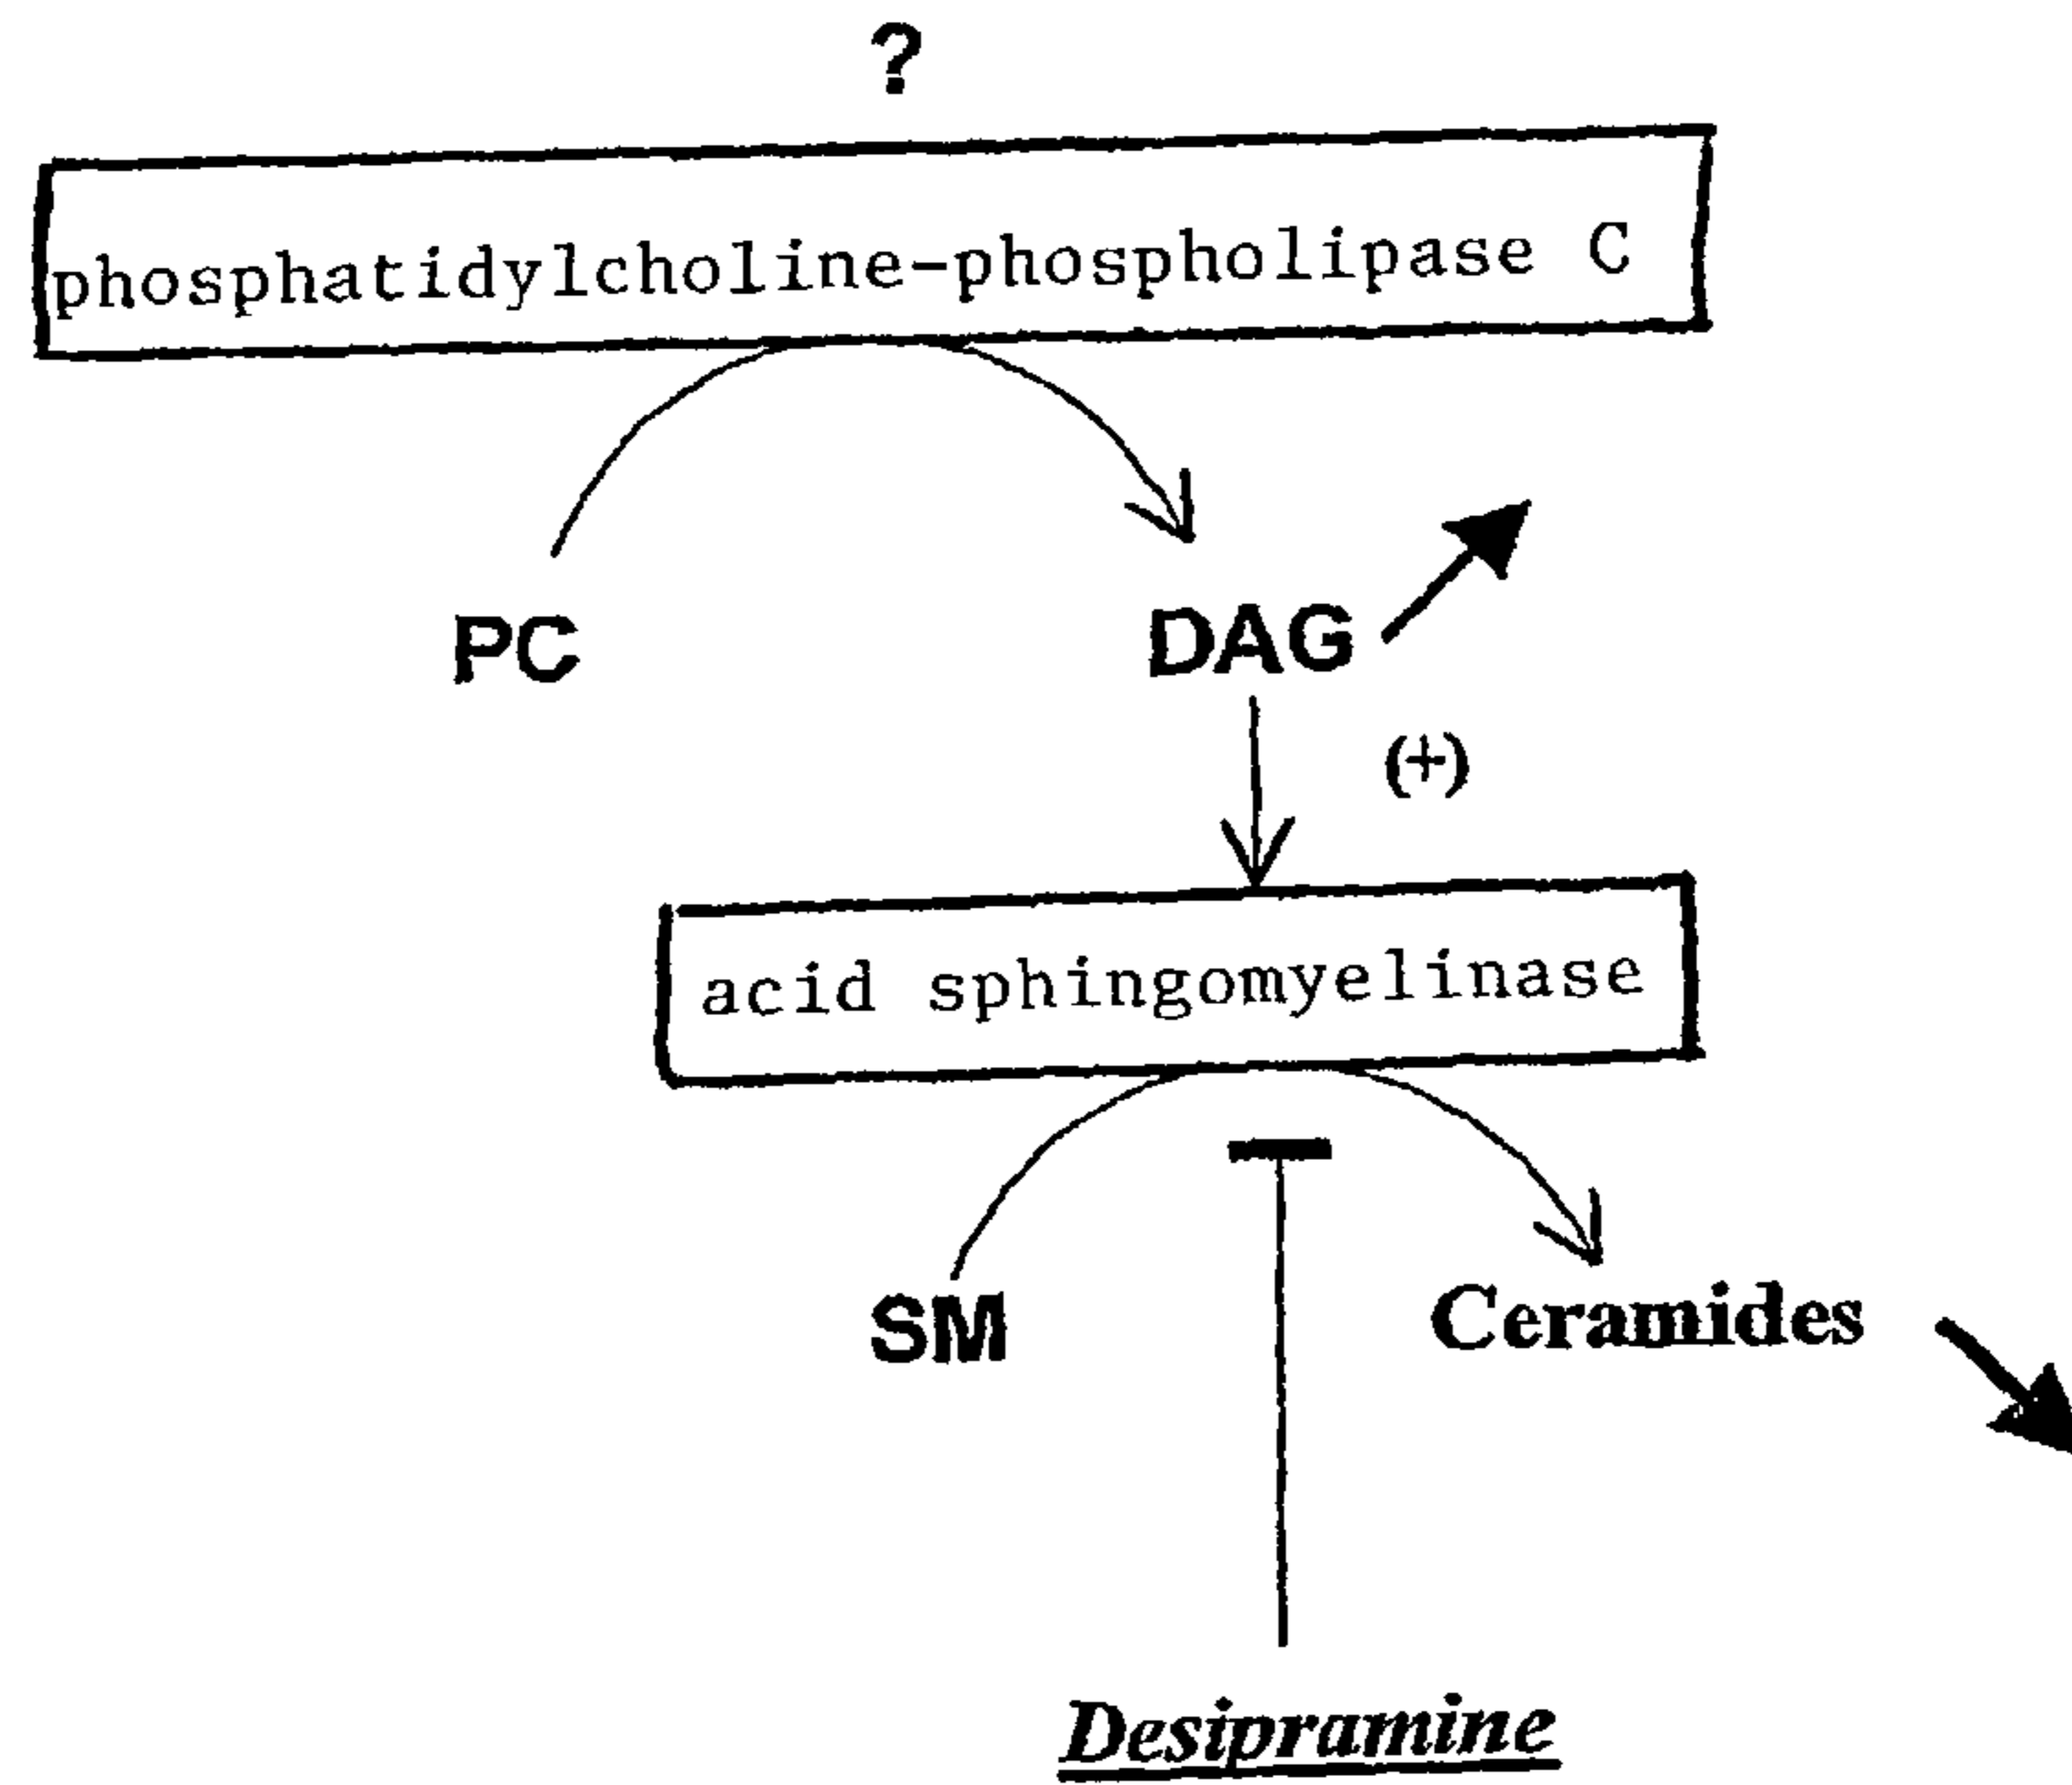 ?
phosphatidylcholine-phospholipase C
PC
DAG
(+)
acid sphingomyelinase
SM
Ceramides
Desipramine